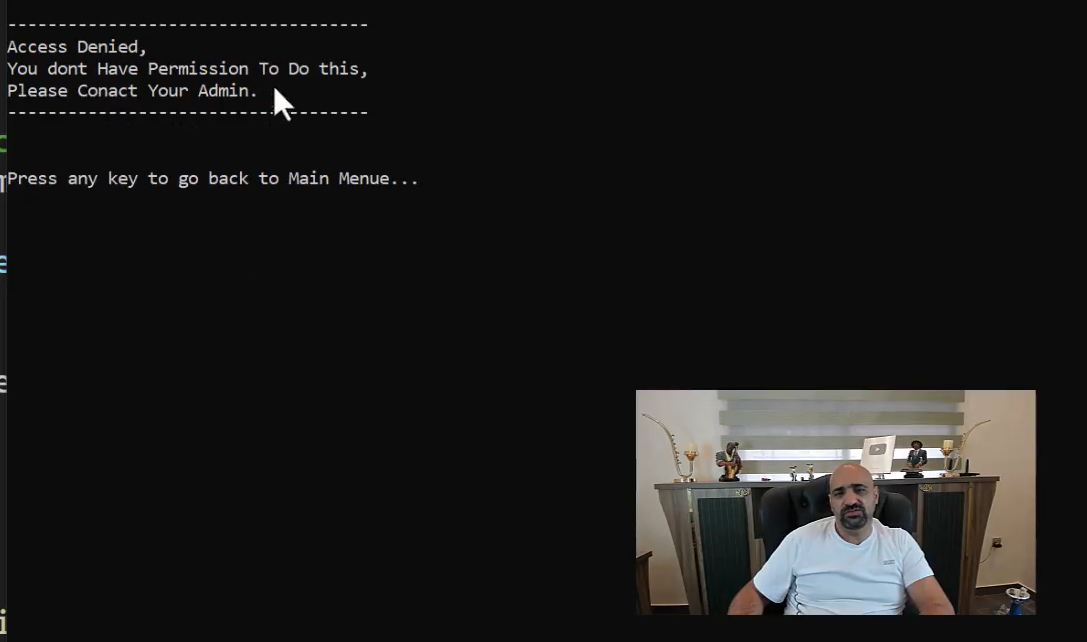 ------------------------------------
Access Denied,
You dont Have Permission To Do this,
Please Conact Your Admin.
------------------------------------
Press any key to go back to Main Menue...